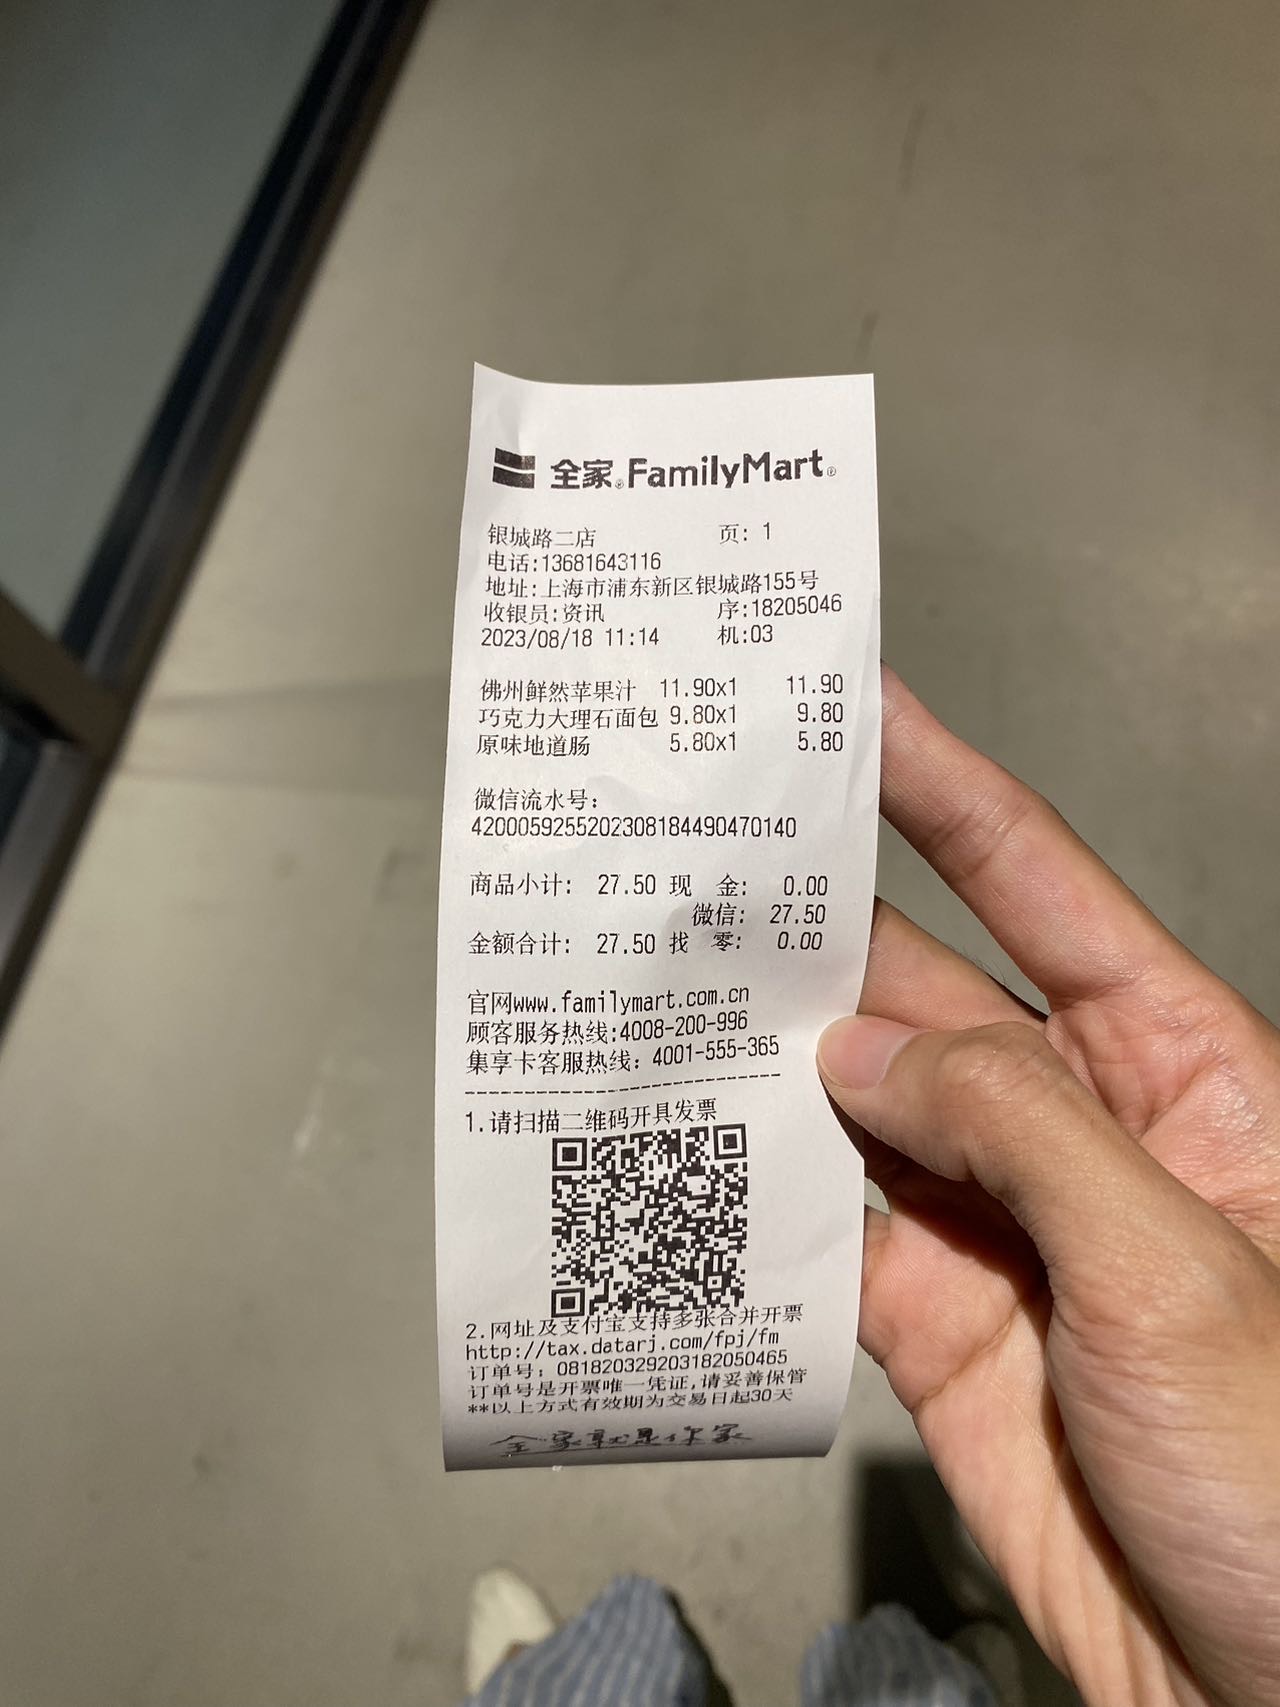 全家®FamilyMart®
银城路二店 页: 1
电话:13681643116
地址:上海市浦东新区银城路155号
收银员:资讯 序:18205046
2023/08/18 11:14 机:03
佛州鲜然苹果汁 11.90x1 11.90
巧克力大理石面包 9.80x1 9.80
原味地道肠 5.80x1 5.80
微信流水号:
4200059255202308184490470140
商品小计: 27.50 现 金: 0.00
微信: 27.50
金额合计: 27.50 找 零: 0.00
官网www.familymart.com.cn
顾客服务热线:4008-200-996
集享卡客服热线: 4001-555-365
1.请扫描二维码开具发票
2.网址及支付宝支持多张合并开票
http://tax.datarj.com/fpj/fm
订单号: 081820329203182050465
订单号是开票唯一凭证,请妥善保管
**以上方式有效期为交易日起30天
全家就是你家